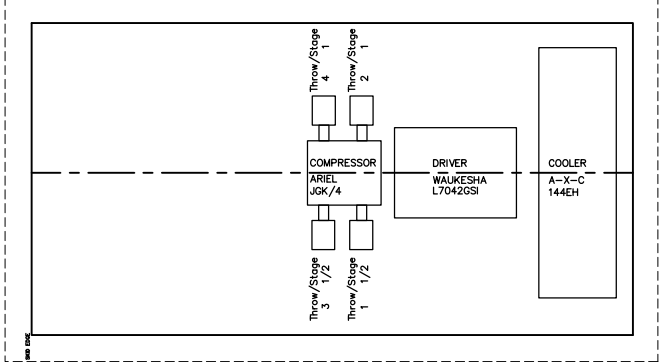 Throw/Stage
4 1
Throw/Stage
2 1
COMPRESSOR
ARIEL
JGK/4
DRIVER
WAUKESHA
L7042GSI
COOLER
A-X-C
144EH
Throw/Stage
3 1/2
Throw/Stage
1 1/2
SKID EDGE